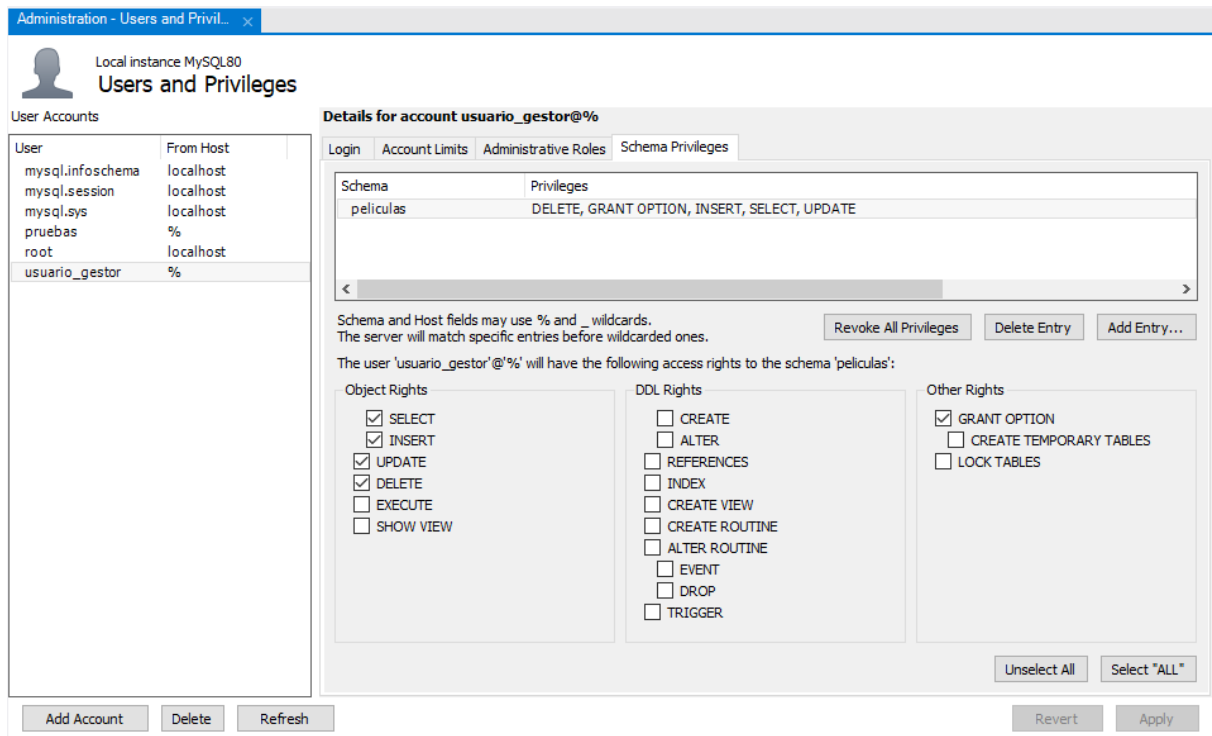 Administration - Users and Privil...
Local instance MySQL80
Users and Privileges
User Accounts
User From Host
mysql.infoschema localhost
mysql.session localhost
mysql.sys localhost
pruebas %
root localhost
usuario_gestor %
Add Account Delete Refresh
Details for account usuario_gestor@%
Login Account Limits Administrative Roles Schema Privileges
Schema Privileges
peliculas DELETE, GRANT OPTION, INSERT, SELECT, UPDATE
Schema and Host fields may use % and _ wildcards.
The server will match specific entries before wildcarded ones.
Revoke All Privileges Delete Entry Add Entry...
The user 'usuario_gestor'@'%' will have the following access rights to the schema 'peliculas':
Object Rights
SELECT
INSERT
UPDATE
DELETE
EXECUTE
SHOW VIEW
DDL Rights
CREATE
ALTER
REFERENCES
INDEX
CREATE VIEW
CREATE ROUTINE
ALTER ROUTINE
EVENT
DROP
TRIGGER
Other Rights
GRANT OPTION
CREATE TEMPORARY TABLES
LOCK TABLES
Unselect All Select "ALL"
Revert Apply